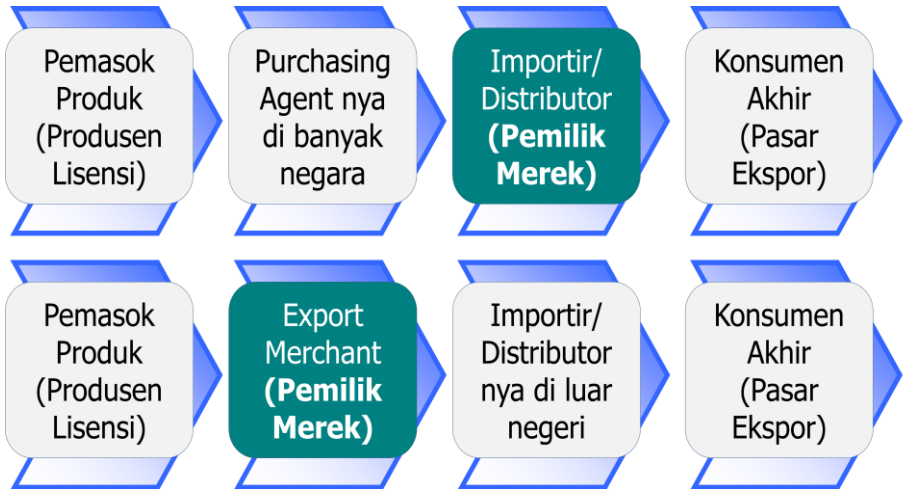 Pemasok
Produk
(Produsen
Lisensi)
Purchasing
Agent nya
di banyak
negara
Importir/
Distributor
(Pemilik
Merek)
Konsumen
Akhir
(Pasar
Ekspor)
Pemasok
Produk
(Produsen
Lisensi)
Export
Merchant
(Pemilik
Merek)
Importir/
Distributor
nya di luar
negeri
Konsumen
Akhir
(Pasar
Ekspor)